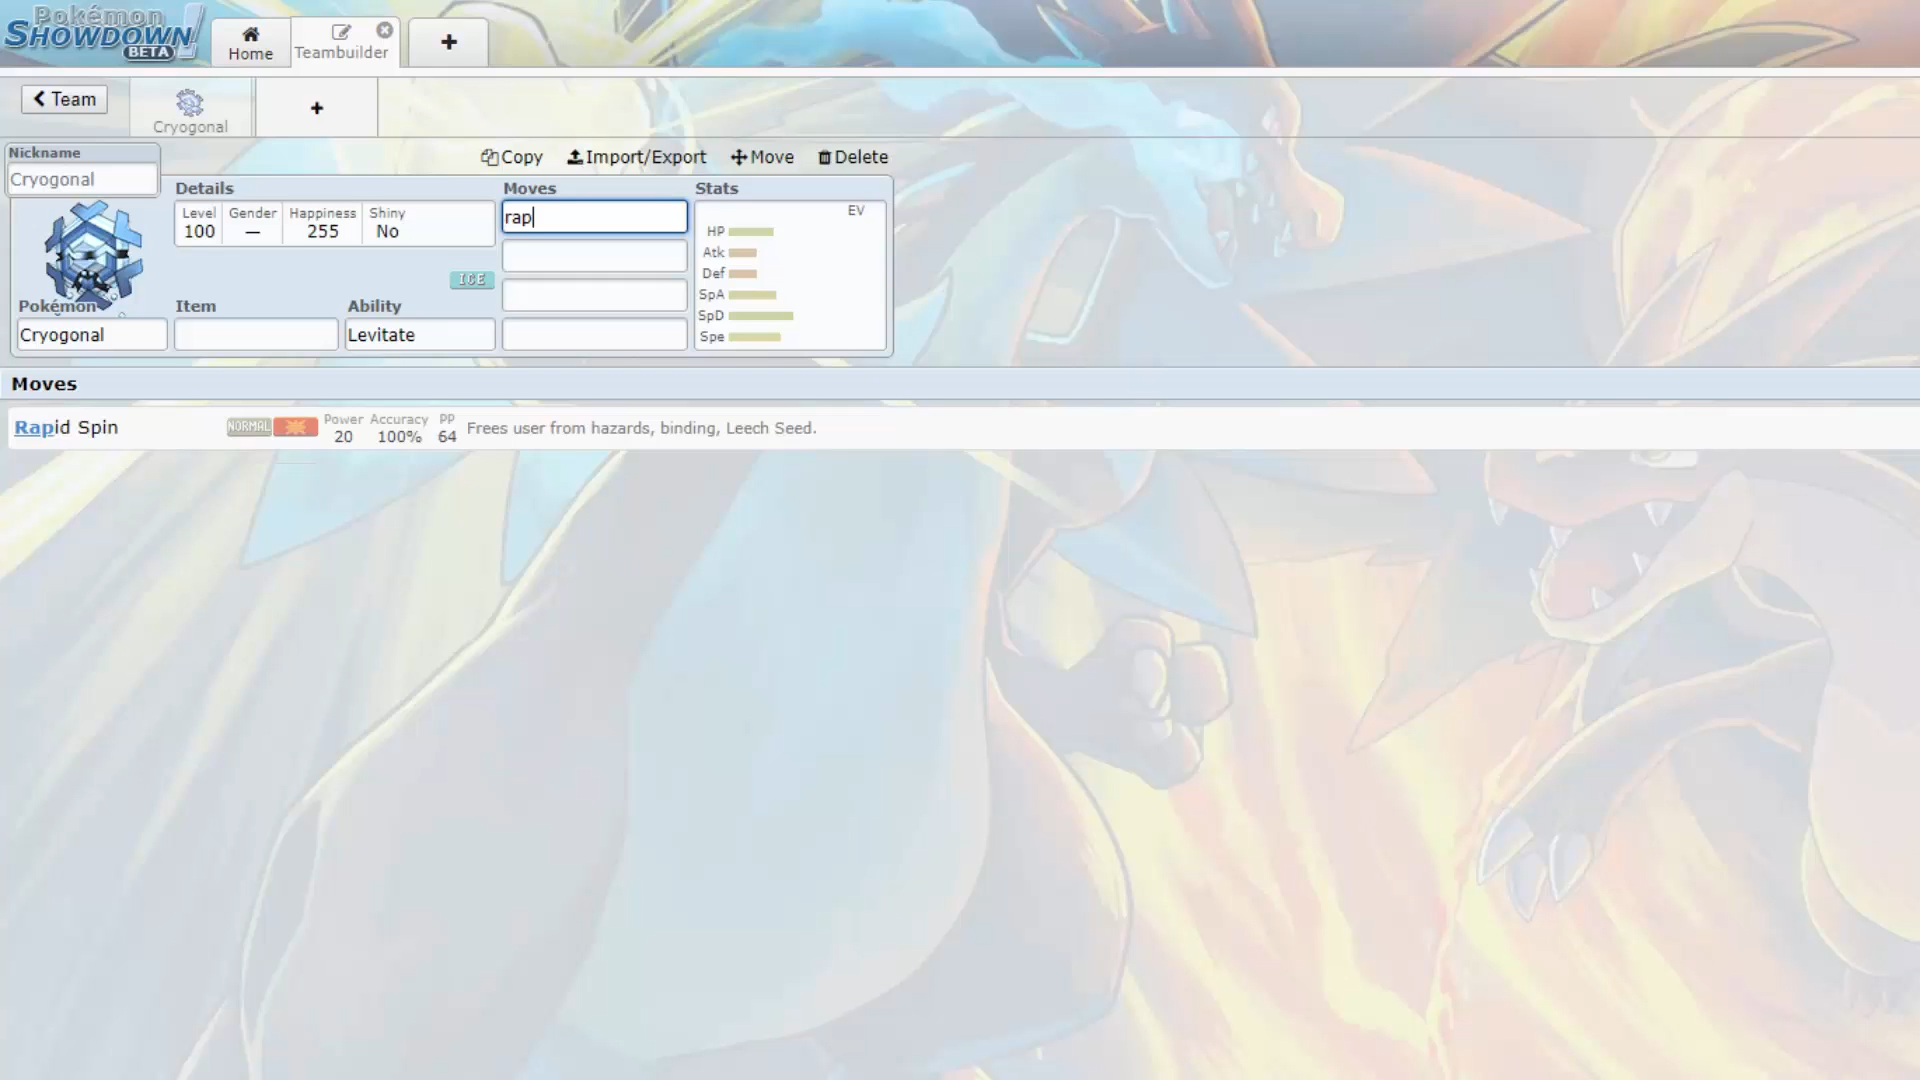 Pokémon
SHOWDOWN!
BETA
Home
Teambuilder
+
Team
Cryogonal
+
Nickname
Cryogonal
Copy
Import/Export
Move
Delete
Details
Moves
Stats
Level
Gender
Happiness
Shiny
100
—
255
No
rap
EV
HP
Atk
Def
SpA
SpD
Spe
ICE
Pokémon
Item
Ability
Cryogonal
Levitate
Moves
Rapid Spin
NORMAL
Power
20
Accuracy
100%
PP
64
Frees user from hazards, binding, Leech Seed.